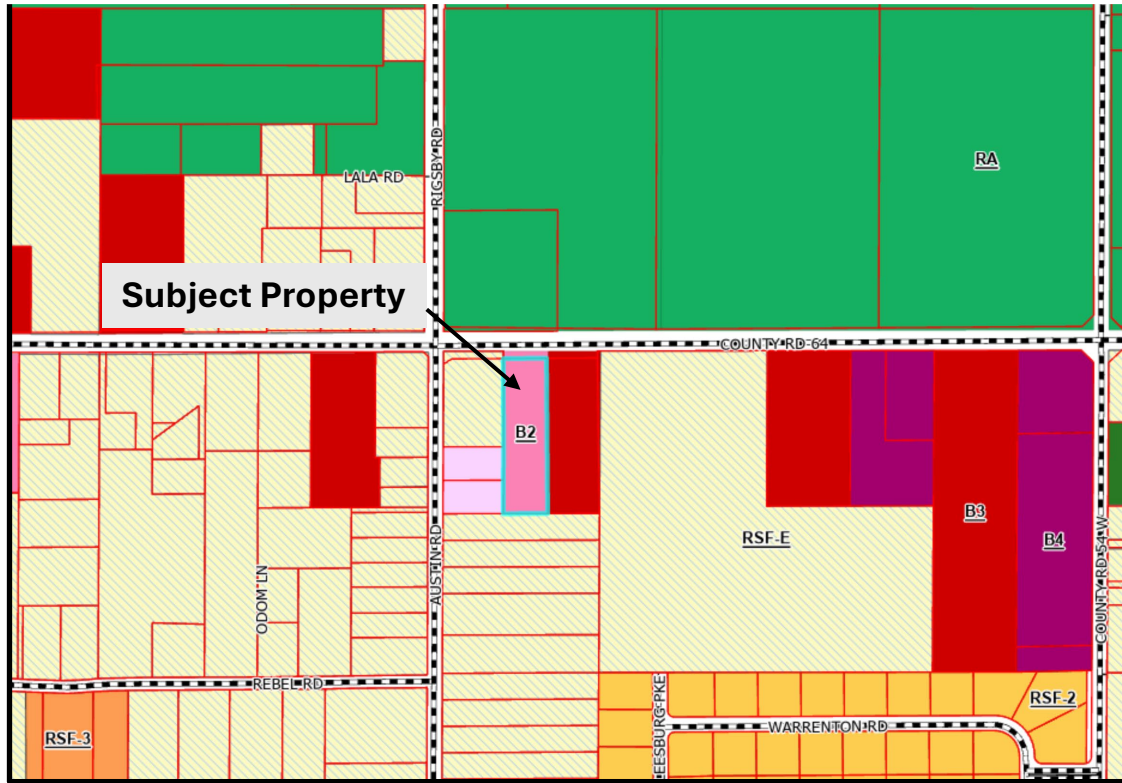 RIGSBY RD
RA
LALA RD
Subject Property
COUNTY RD 64
B2
B3
RSF-E
B4
AUSTIN RD
ODOM LN
COUNTY RD 54 W
REBEL RD
EESBURG PKE
RSF-2
WARRENTON RD
RSF-3